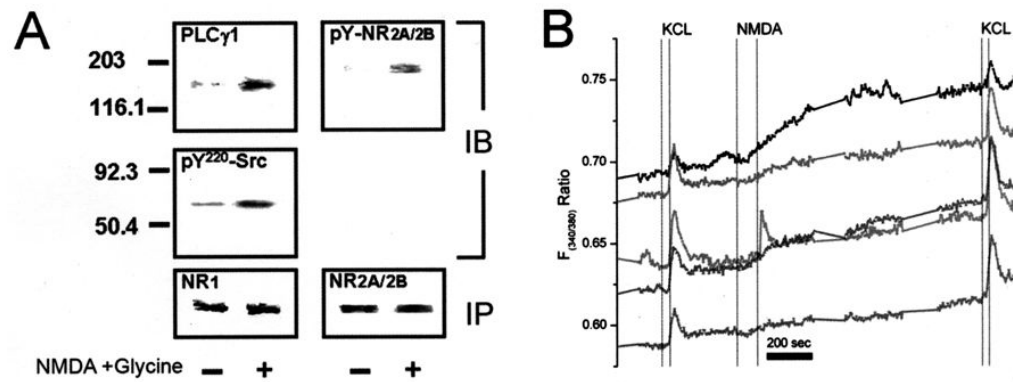 A
PLCγ1
pY-NR2A/2B
203
116.1
IB
pY²²⁰-Src
92.3
50.4
NR1
NR2A/2B
IP
NMDA +Glycine
− + − +
B
KCL NMDA KCL
0.75
0.70
0.65
0.60
F(340/380) Ratio
200 sec